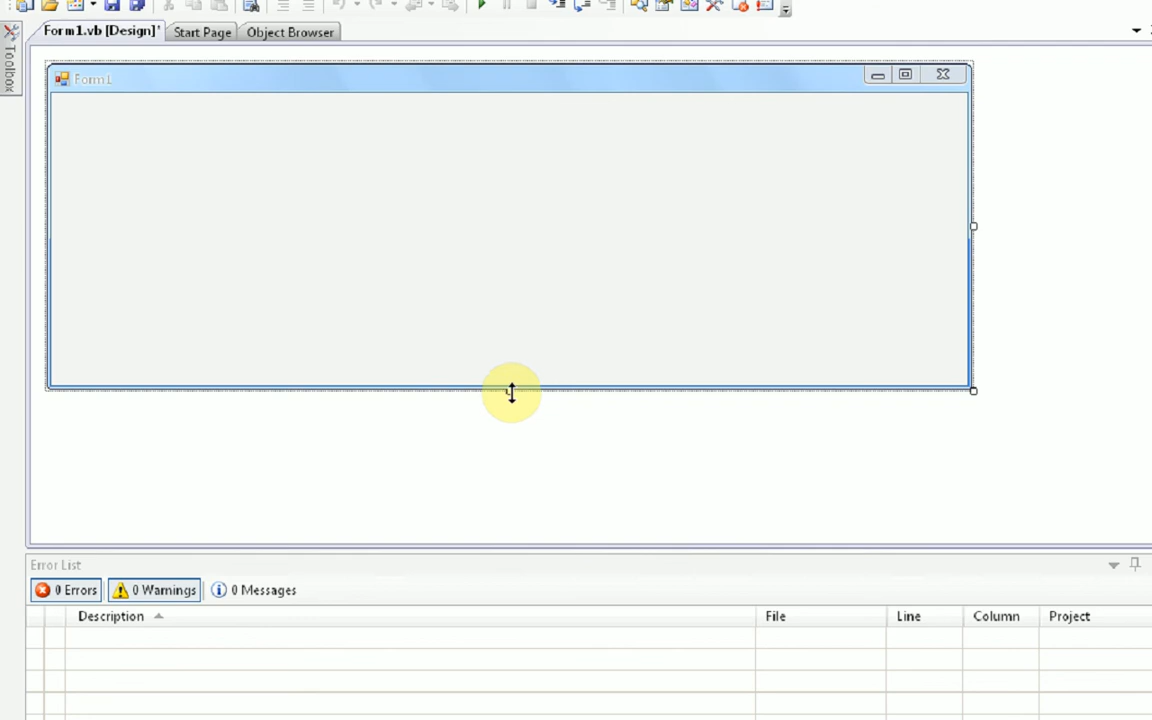 Form1.vb [Design]* Start Page Object Browser
Toolbox
Form1
Error List
0 Errors 0 Warnings 0 Messages
Description File Line Column Project